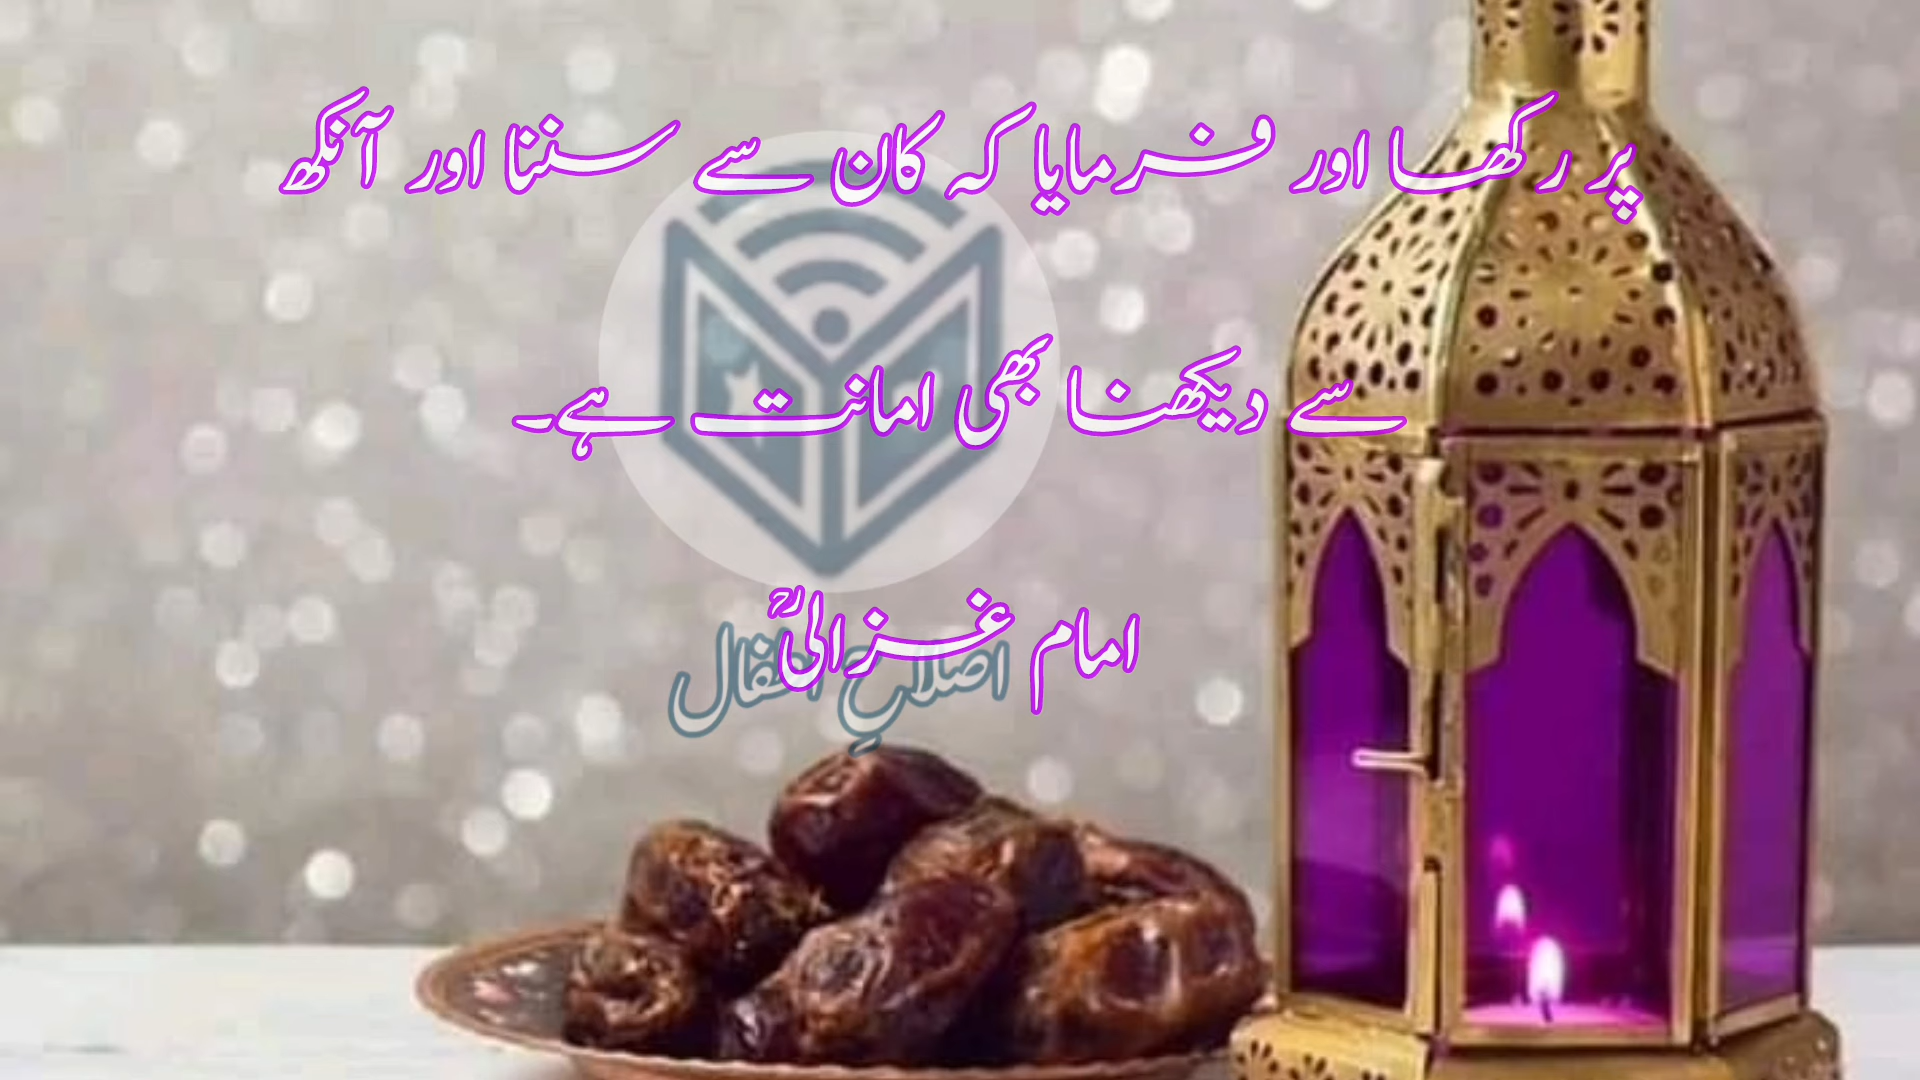 پر رکھا اور فرمایا کہ کان سے سننا اور آنکھ
سے دیکھنا بھی امانت ہے۔
امام غزالیؒ
اصلاحِ اطفال